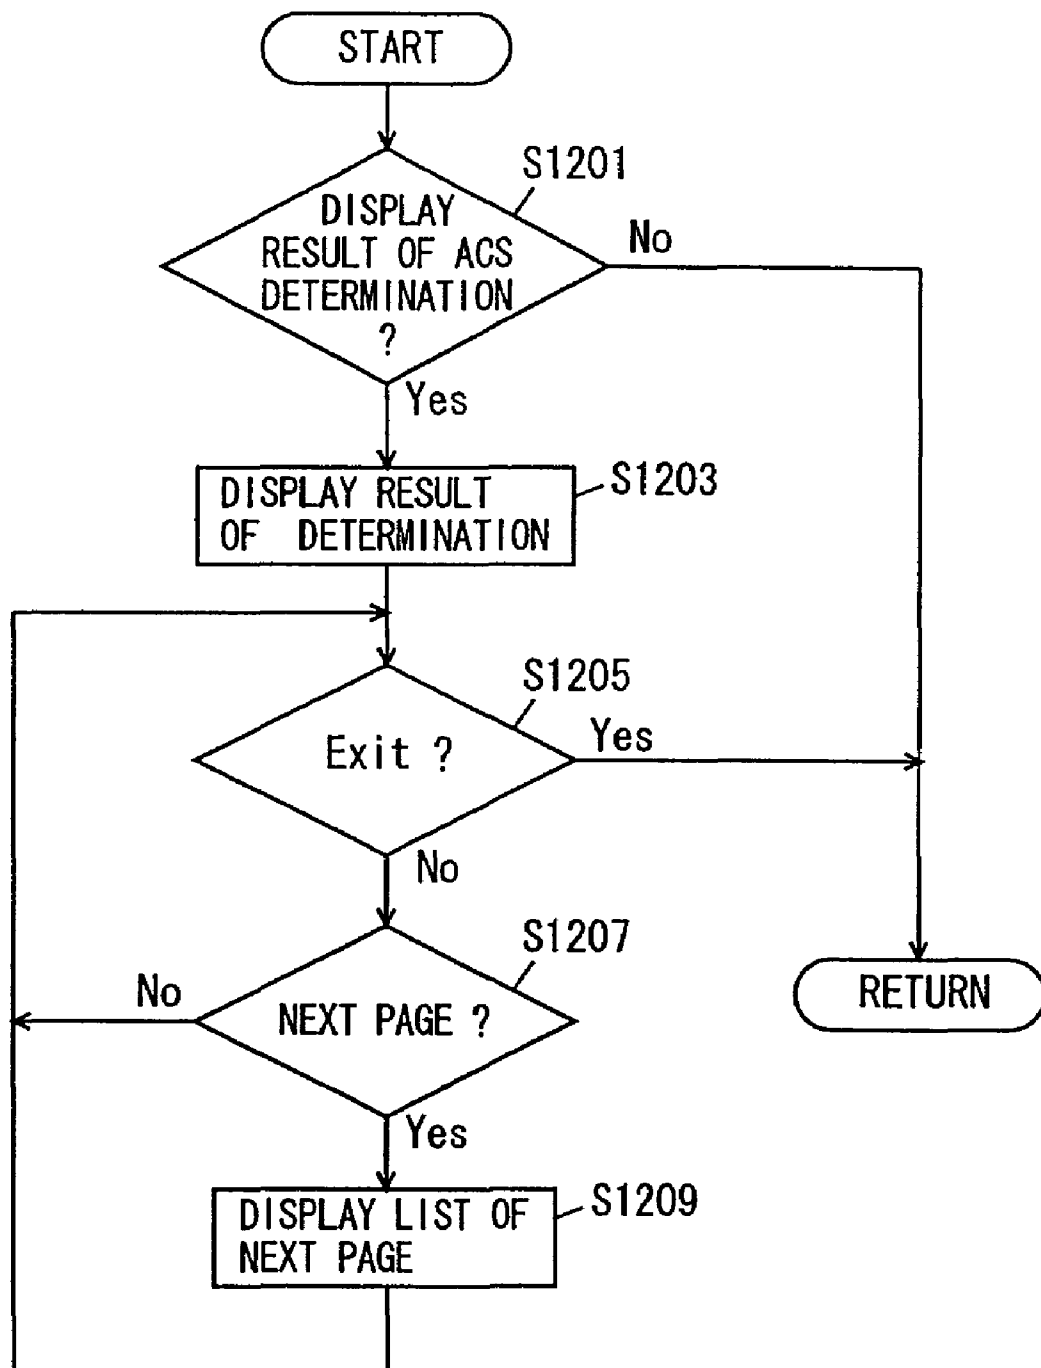 START
S1201
DISPLAY
RESULT OF ACS
DETERMINATION
?
No
Yes
S1203
DISPLAY RESULT
OF DETERMINATION
S1205
Exit ?
Yes
No
S1207
NEXT PAGE ?
No
RETURN
Yes
S1209
DISPLAY LIST OF
NEXT PAGE